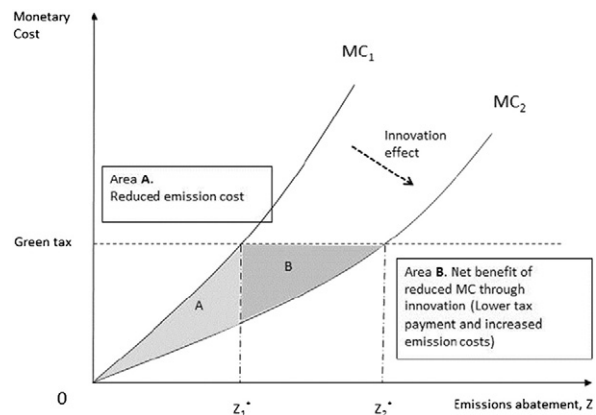 Monetary
Cost
MC1
MC2
Innovation
effect
Area A.
Reduced emission cost
Green tax
B
A
Area B. Net benefit of
reduced MC through
innovation (Lower tax
payment and increased
emission costs)
0
Z1*
Z2*
Emissions abatement, Z